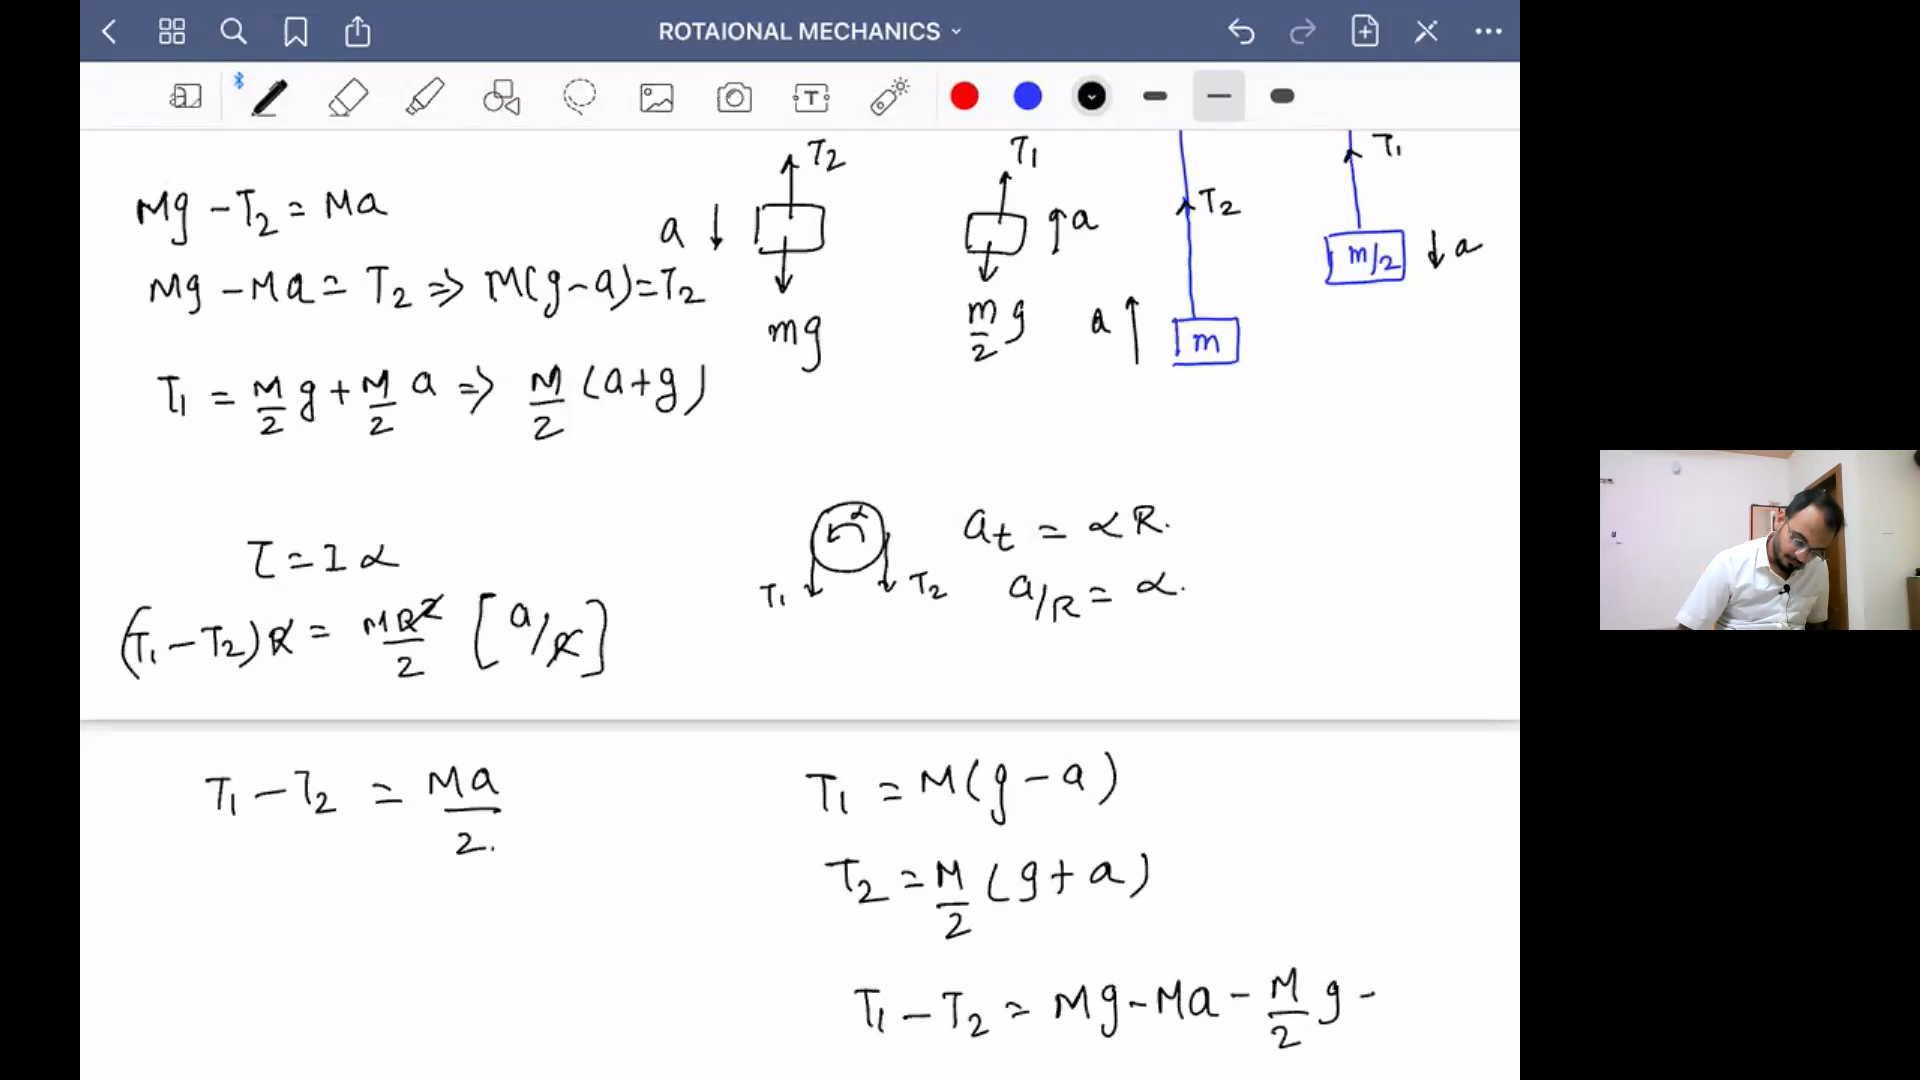 ROTAIONAL MECHANICS
Mg - T2 = Ma
Mg - Ma = T2 => M(g-a)=T2
T1 = M/2 g + M/2 a => M/2 (a+g)
T2
a
mg
T1
a
m/2 g
T2
a
m
T1
m/2
a
τ = I α
(T1 - T2)R = MR²/2 [a/R]
α
T1
T2
at = αR.
a/R = α.
T1 - T2 = Ma/2.
T1 = M(g - a)
T2 = M/2 (g + a)
T1 - T2 = Mg - Ma - M/2 g -